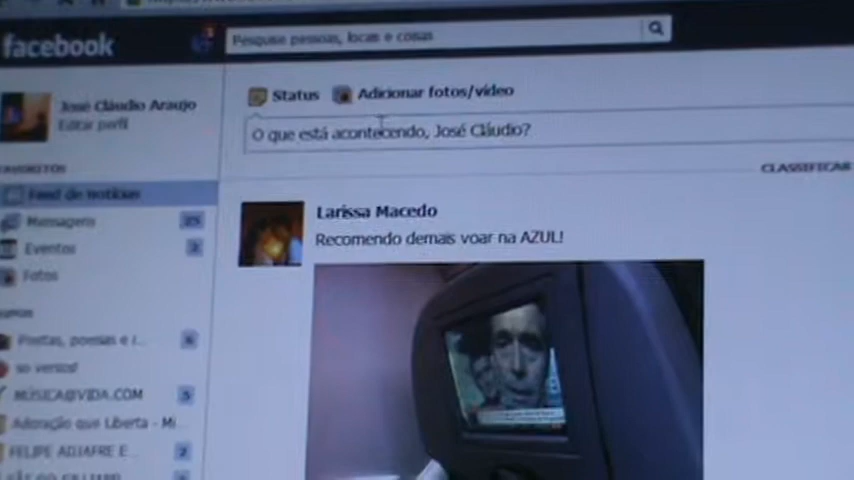 facebook
Pesquise pessoas, locais e coisas
José Cláudio Araujo
Editar perfil
Status
Adicionar fotos/vídeo
O que está acontecendo, José Cláudio?
FAVORITOS
CLASSIFICAR
Feed de notícias
Mensagens
Eventos
Fotos
Larissa Macedo
Recomendo demais voar na AZUL!
Poetas, poesias e
so versos!
MÚSICA@VIDA.COM
5
Adoração que Liberta - Mi...
FELIPE ADJAFRE E...